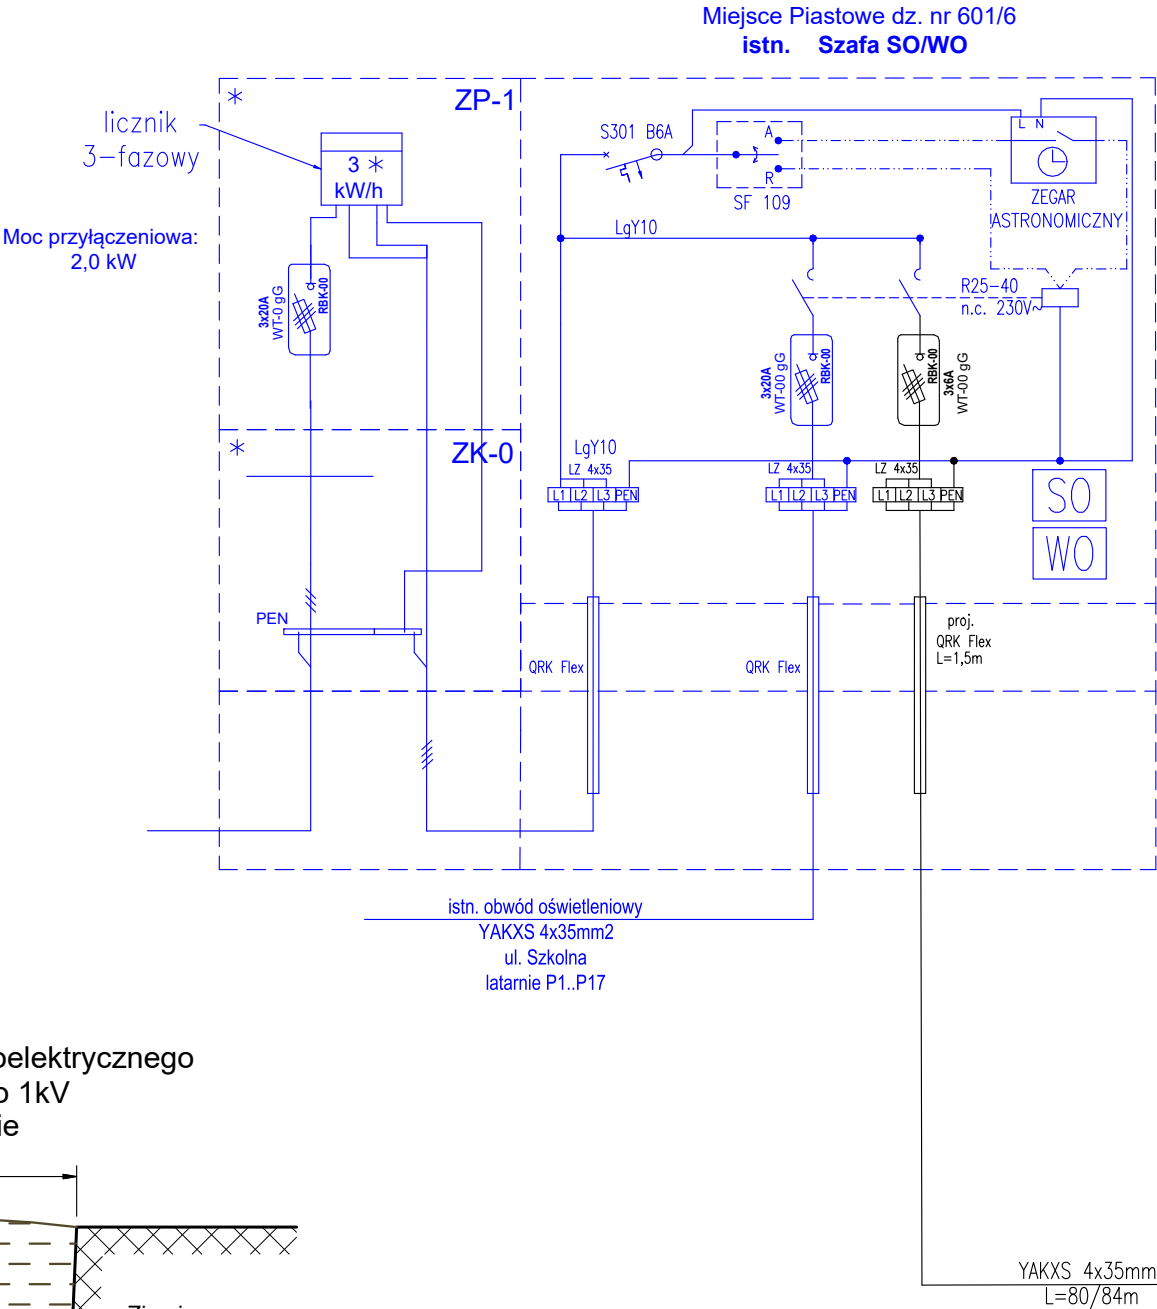 Miejsce Piastowe dz. nr 601/6
istn. Szafa SO/WO
ZP-1
licznik
3-fazowy
3
kW/h
Moc przyłączeniowa:
2,0 kW
3x20A
WT-0 gG
RBK-00
S301 B6A
A
R
SF 109
L N
ZEGAR
ASTRONOMICZNY
LgY10
R25-40
n.c. 230V~
3x20A
WT-00 gG
RBK-00
RBK-00
3x6A
WT-00 gG
ZK-0
LgY10
LZ 4x35
L1 L2 L3 PEN
LZ 4x35
L1 L2 L3 PEN
LZ 4x35
L1 L2 L3 PEN
SO
WO
PEN
QRK Flex
QRK Flex
proj.
QRK Flex
L=1,5m
istn. obwód oświetleniowy
YAKXS 4x35mm2
ul. Szkolna
latarnie P1..P17
oelektrycznego
o 1kV
ie
YAKXS 4x35mm
L=80/84m